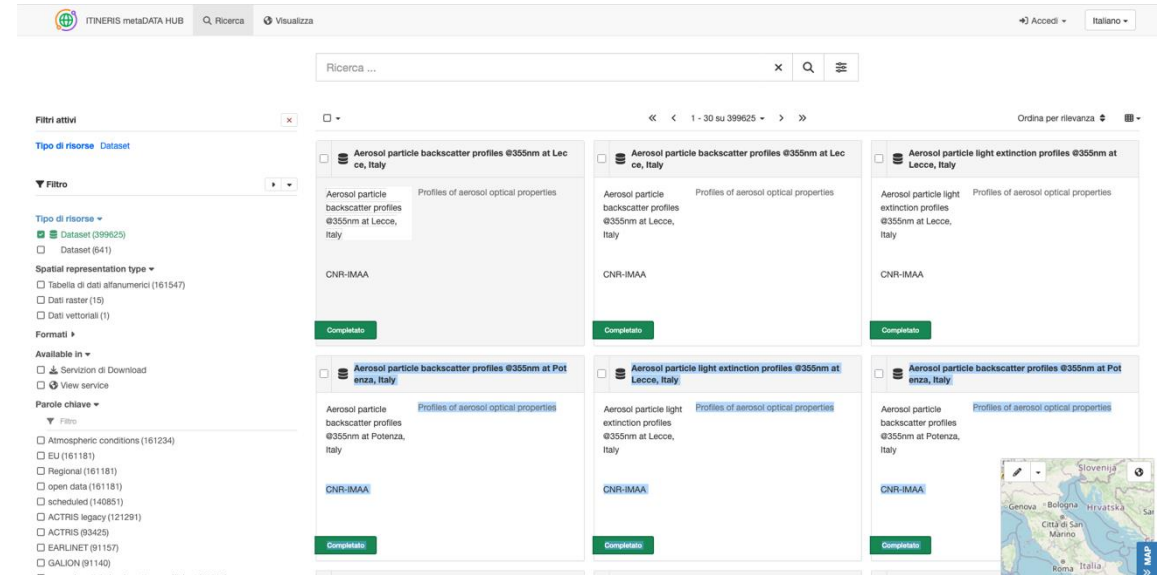 ITINERIS metaDATA HUB Ricerca Visualizza Accedi Italiano
Ricerca ...
Filtri attivi
1 - 30 su 399625
Ordina per rilevanza
Tipo di risorse Dataset
Filtro
Tipo di risorse
Dataset (399625)
Dataset (641)
Spatial representation type
Tabella di dati alfanumerici (161547)
Dati raster (15)
Dati vettoriali (1)
Formati
Available in
Servizion di Download
View service
Parole chiave
Filtro
Atmospheric conditions (161234)
EU (161181)
Regional (161181)
open data (161181)
scheduled (140851)
ACTRIS legacy (121291)
ACTRIS (93425)
EARLINET (91157)
GALION (91140)
Aerosol particle backscatter profiles @355nm at Lec
ce, Italy
Aerosol particle
backscatter profiles
@355nm at Lecce,
Italy
Profiles of aerosol optical properties
CNR-IMAA
Completato
Aerosol particle backscatter profiles @355nm at Lec
ce, Italy
Aerosol particle
backscatter profiles
@355nm at Lecce,
Italy
Profiles of aerosol optical properties
CNR-IMAA
Completato
Aerosol particle light extinction profiles @355nm at
Lecce, Italy
Aerosol particle light
extinction profiles
@355nm at Lecce,
Italy
Profiles of aerosol optical properties
CNR-IMAA
Completato
Aerosol particle backscatter profiles @355nm at Pot
enza, Italy
Aerosol particle
backscatter profiles
@355nm at Potenza,
Italy
Profiles of aerosol optical properties
CNR-IMAA
Completato
Aerosol particle light extinction profiles @355nm at
Lecce, Italy
Aerosol particle light
extinction profiles
@355nm at Lecce,
Italy
Profiles of aerosol optical properties
CNR-IMAA
Completato
Aerosol particle backscatter profiles @355nm at Pot
enza, Italy
Aerosol particle
backscatter profiles
@355nm at Potenza,
Italy
Profiles of aerosol optical properties
CNR-IMAA
Completato
Slovenija
Genova
Bologna
Hrvatska
Città di San
Marino
Roma
Italia
MAP